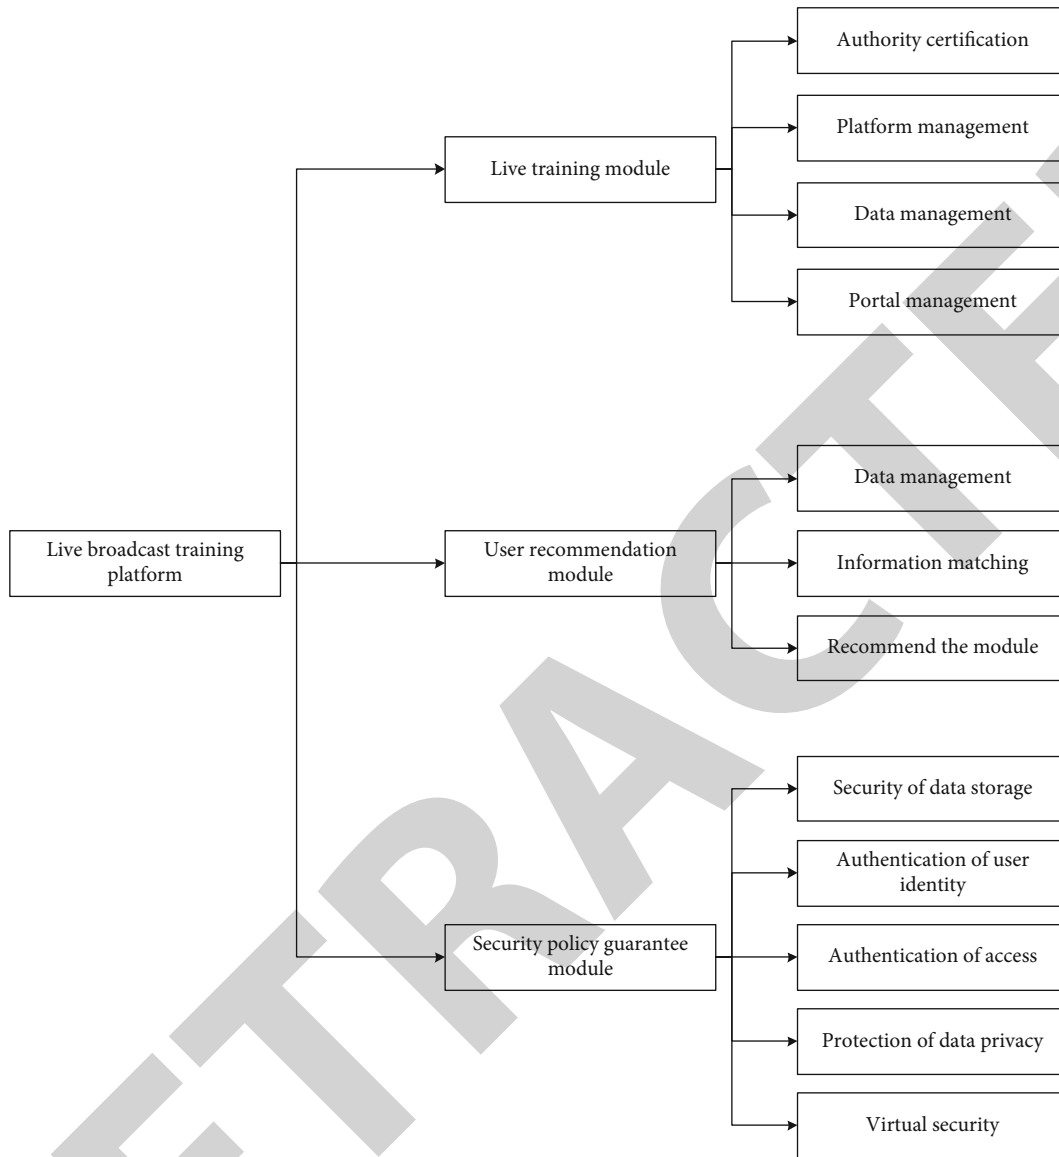 Authority certification
Platform management
Live training module
Data management
Portal management
Data management
Live broadcast training
platform
User recommendation
module
Information matching
Recommend the module
Security of data storage
Authentication of user
identity
Security policy guarantee
module
Authentication of access
Protection of data privacy
Virtual security
ETRACTE